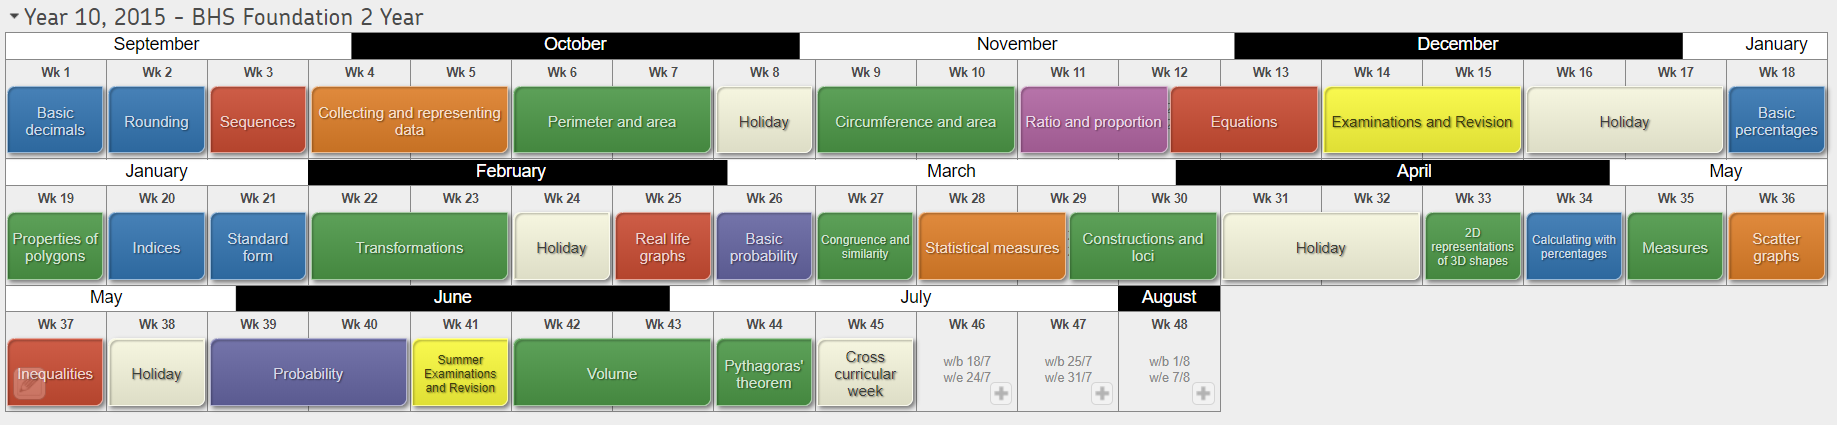 Year 10, 2015 - BHS Foundation 2 Year
September October November December January
Wk 1 Wk 2 Wk 3 Wk 4 Wk 5 Wk 6 Wk 7 Wk 8 Wk 9 Wk 10 Wk 11 Wk 12 Wk 13 Wk 14 Wk 15 Wk 16 Wk 17 Wk 18
Basic
decimals
Rounding
Sequences
Collecting and representing
data
Perimeter and area
Holiday
Circumference and area
Ratio and proportion
Equations
Examinations and Revision
Holiday
Basic
percentages
January February March April May
Wk 19 Wk 20 Wk 21 Wk 22 Wk 23 Wk 24 Wk 25 Wk 26 Wk 27 Wk 28 Wk 29 Wk 30 Wk 31 Wk 32 Wk 33 Wk 34 Wk 35 Wk 36
Properties of
polygons
Indices
Standard
form
Transformations
Holiday
Real life
graphs
Basic
probability
Congruence and
similarity
Statistical measures
Constructions and
loci
Holiday
2D
representations
of 3D shapes
Calculating with
percentages
Measures
Scatter
graphs
May June July August
Wk 37 Wk 38 Wk 39 Wk 40 Wk 41 Wk 42 Wk 43 Wk 44 Wk 45 Wk 46 Wk 47 Wk 48
Inequalities
Holiday
Probability
Summer
Examinations
and Revision
Volume
Pythagoras'
theorem
Cross
curricular
week
w/b 18/7
w/e 24/7
w/b 25/7
w/e 31/7
w/b 1/8
w/e 7/8